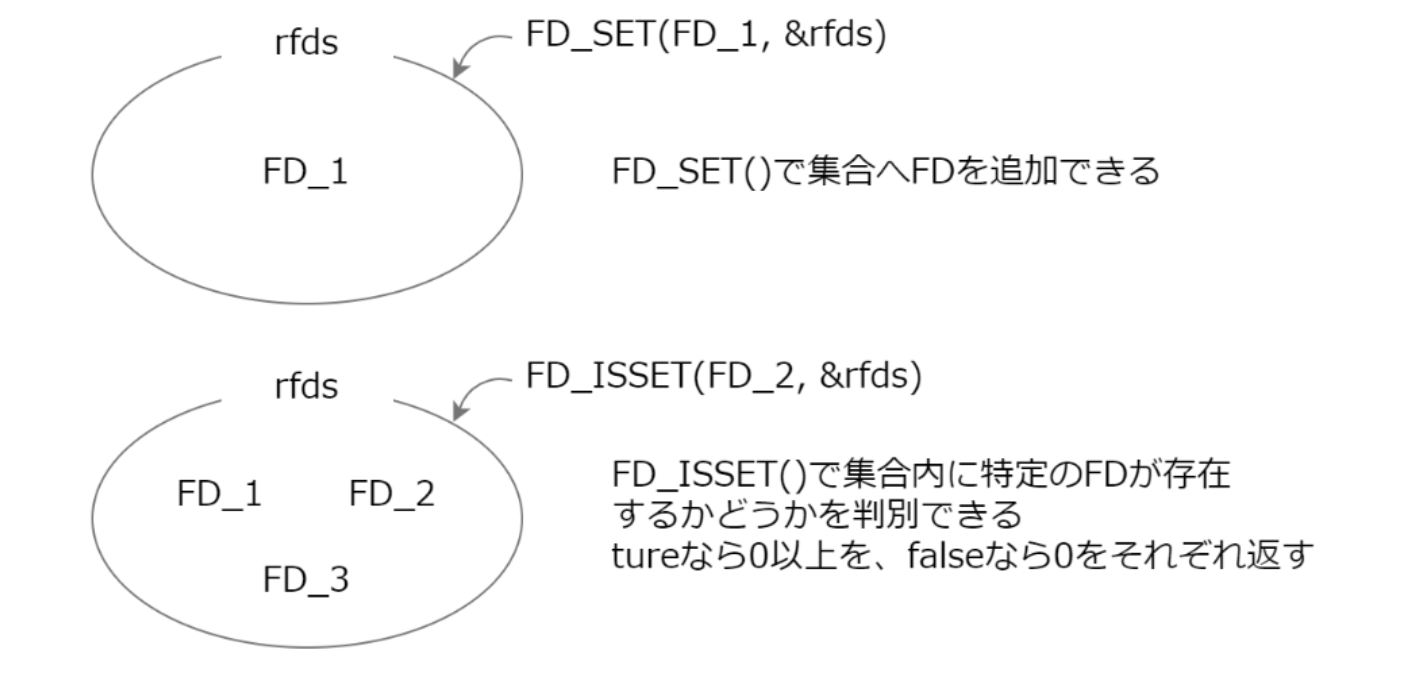 rfds
FD_SET(FD_1, &rfds)
FD_1
FD_SET()で集合へFDを追加できる
rfds
FD_ISSET(FD_2, &rfds)
FD_1
FD_2
FD_3
FD_ISSET()で集合内に特定のFDが存在
するかどうかを判別できる
tureなら0以上を、falseなら0をそれぞれ返す